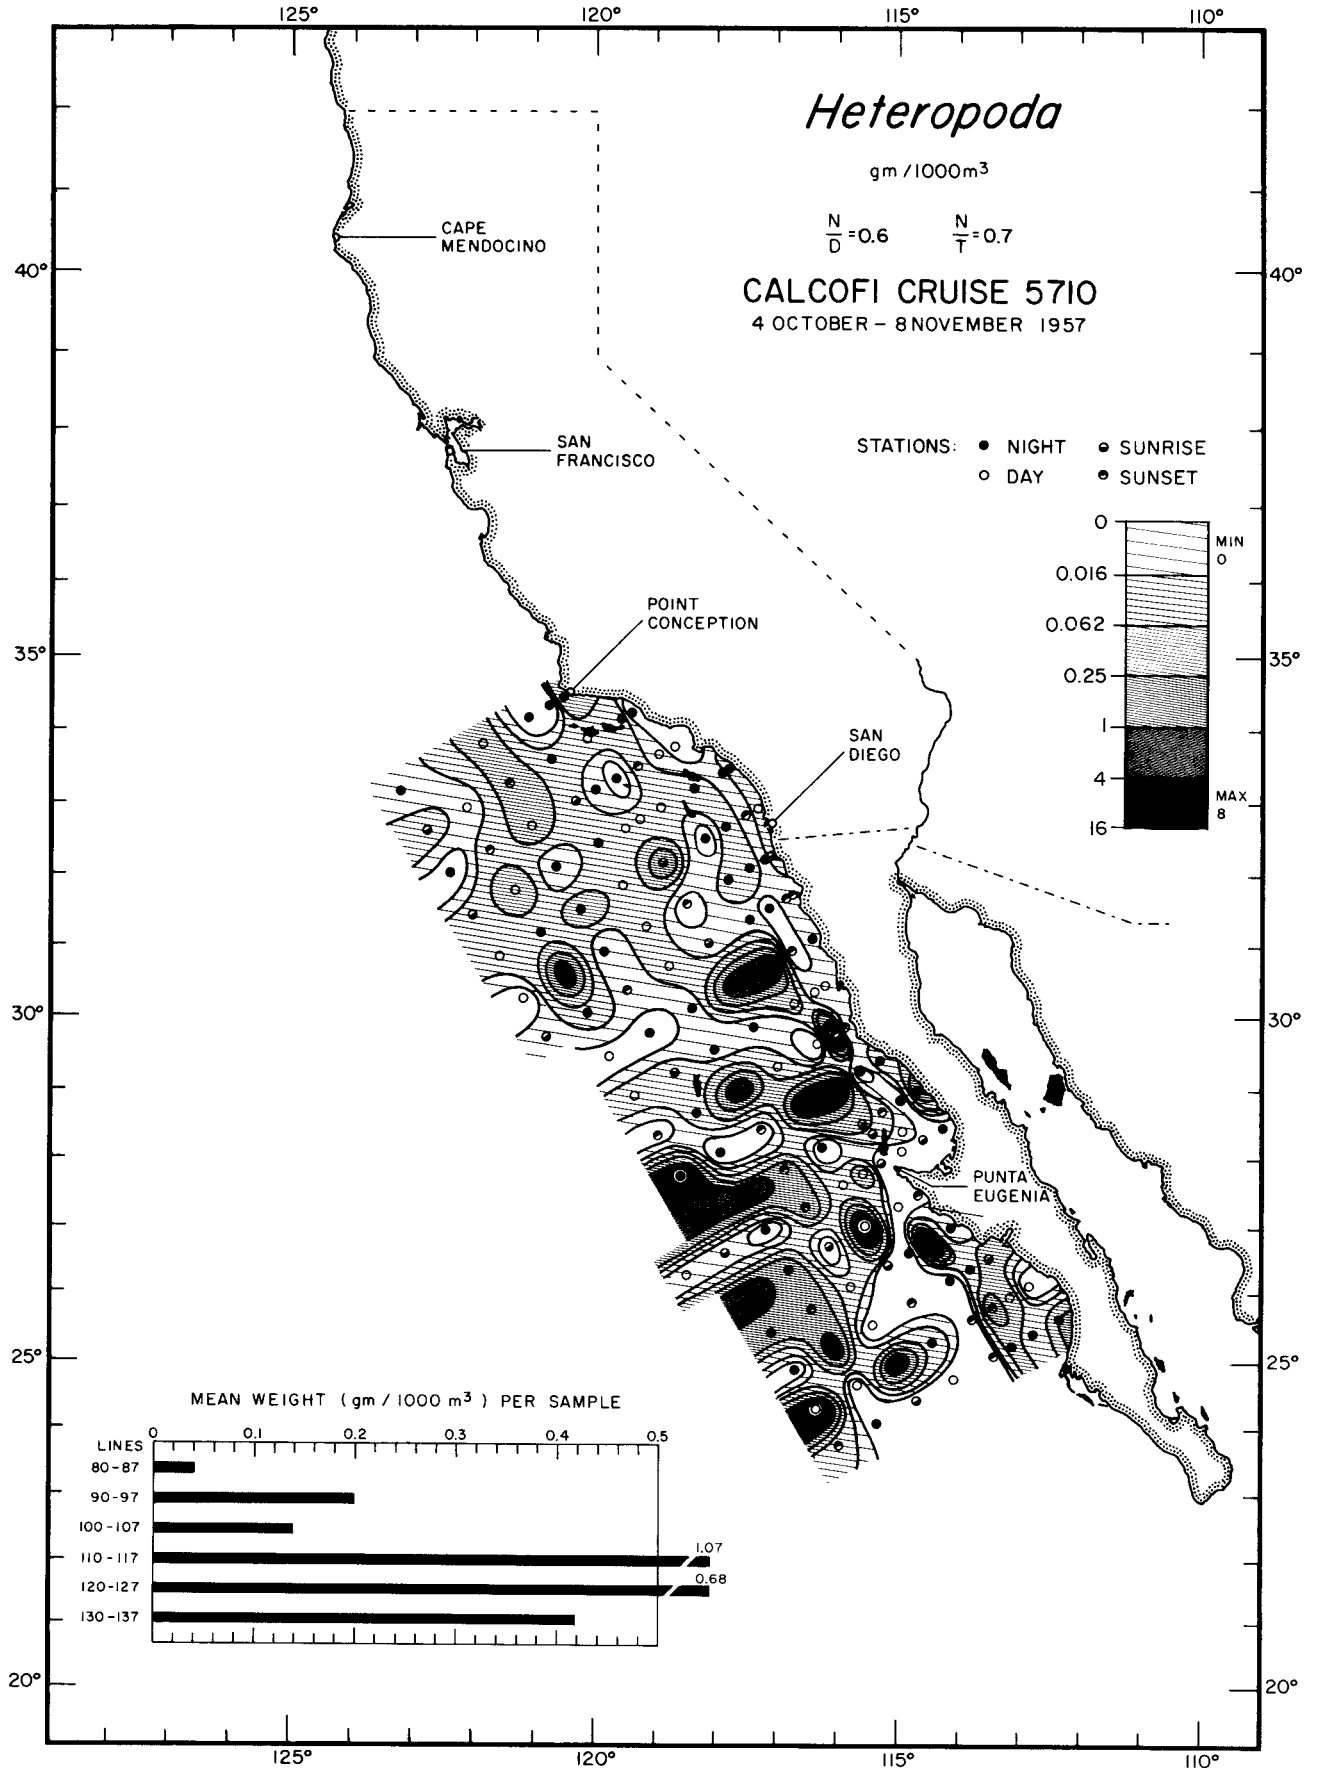 125° 120° 115° 110°
Heteropoda
gm/1000m³
N/D = 0.6 N/T = 0.7
CALCOFI CRUISE 5710
4 OCTOBER – 8 NOVEMBER 1957
CAPE
MENDOCINO
40° 40°
SAN
FRANCISCO
STATIONS: NIGHT SUNRISE
DAY SUNSET
0
MIN
0
0.016
0.062
0.25
1
4
MAX
8
16
POINT
CONCEPTION
35° 35°
SAN
DIEGO
30° 30°
PUNTA
EUGENIA
25° 25°
MEAN WEIGHT (gm / 1000 m³) PER SAMPLE
LINES 0 0.1 0.2 0.3 0.4 0.5
80-87
90-97
100-107
110-117 1.07
120-127 0.68
130-137
20° 20°
125° 120° 115° 110°